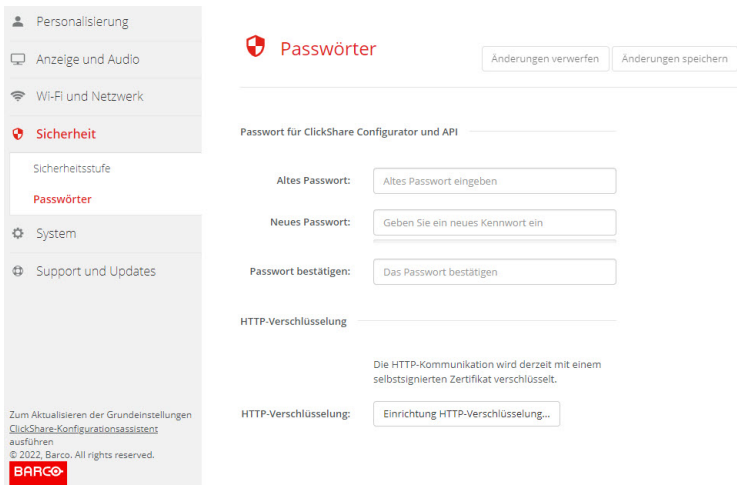 Personalisierung
Anzeige und Audio
Wi-Fi und Netzwerk
Sicherheit
Sicherheitsstufe
Passwörter
System
Support und Updates
Zum Aktualisieren der Grundeinstellungen
ClickShare-Konfigurationsassistent
ausführen
© 2022, Barco. All rights reserved.
BARCO
Passwörter
Änderungen verwerfen
Änderungen speichern
Passwort für ClickShare Configurator und API
Altes Passwort: Altes Passwort eingeben
Neues Passwort: Geben Sie ein neues Kennwort ein
Passwort bestätigen: Das Passwort bestätigen
HTTP-Verschlüsselung
Die HTTP-Kommunikation wird derzeit mit einem
selbstsignierten Zertifikat verschlüsselt.
HTTP-Verschlüsselung: Einrichtung HTTP-Verschlüsselung...